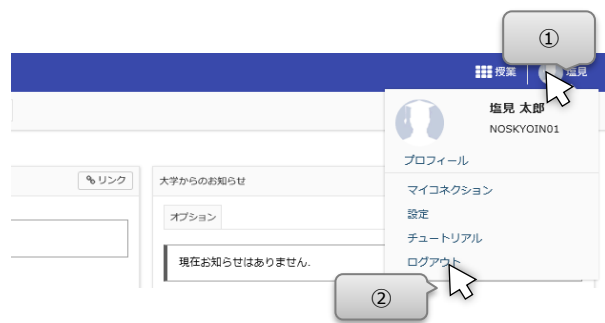 ①
授業 塩見
塩見 太郎
NOSKYOIN01
プロフィール
リンク
大学からのお知らせ
マイコネクション
オプション
設定
チュートリアル
現在お知らせはありません.
ログアウト
②